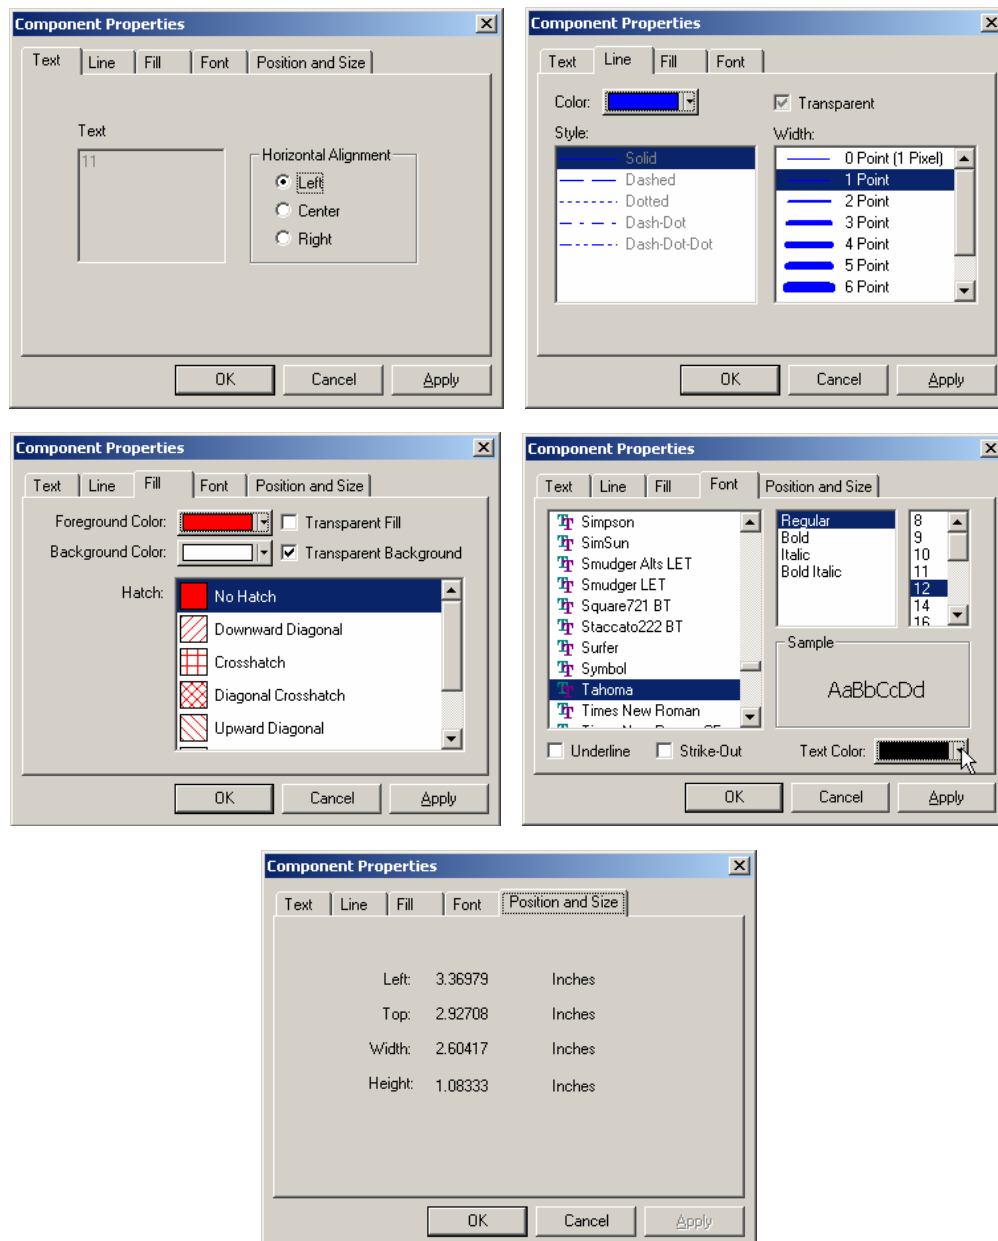 Component Properties
Text Line Fill Font Position and Size
Text
11
Horizontal Alignment
Left
Center
Right
OK Cancel Apply
Component Properties
Text Line Fill Font
Color: Transparent
Style: Width:
Solid
Dashed
Dotted
Dash-Dot
Dash-Dot-Dot
0 Point (1 Pixel)
1 Point
2 Point
3 Point
4 Point
5 Point
6 Point
OK Cancel Apply
Component Properties
Text Line Fill Font Position and Size
Foreground Color: Transparent Fill
Background Color: Transparent Background
Hatch: No Hatch
Downward Diagonal
Crosshatch
Diagonal Crosshatch
Upward Diagonal
OK Cancel Apply
Component Properties
Text Line Fill Font Position and Size
Simpson
SimSun
Smudger Alts LET
Smudger LET
Square721 BT
Staccato222 BT
Surfer
Symbol
Tahoma
Times New Roman
Regular
Bold
Italic
Bold Italic
8
9
10
11
12
14
16
Sample
AaBbCcDd
Underline Strike-Out Text Color:
OK Cancel Apply
Component Properties
Text Line Fill Font Position and Size
Left: 3.36979 Inches
Top: 2.92708 Inches
Width: 2.60417 Inches
Height: 1.08333 Inches
OK Cancel Apply